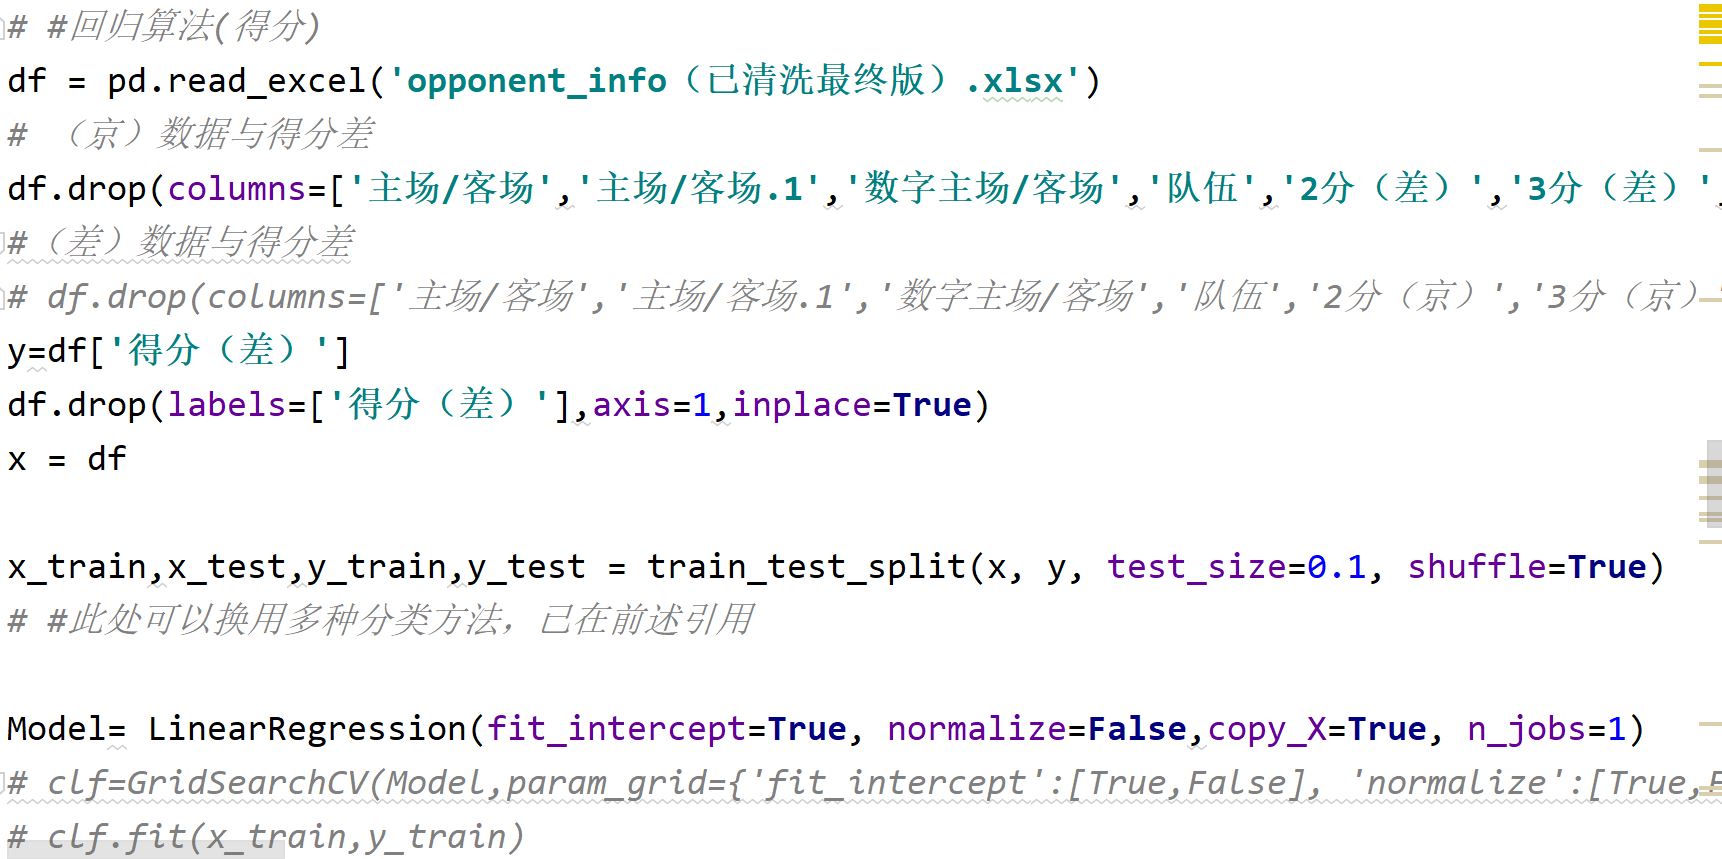 # #回归算法(得分)
df = pd.read_excel('opponent_info（已清洗最终版）.xlsx')
# （京）数据与得分差
df.drop(columns=['主场/客场','主场/客场.1','数字主场/客场','队伍','2分（差）','3分（差）',
#（差）数据与得分差
# df.drop(columns=['主场/客场','主场/客场.1','数字主场/客场','队伍','2分（京）','3分（京）'
y=df['得分（差）']
df.drop(labels=['得分（差）'],axis=1,inplace=True)
x = df
x_train,x_test,y_train,y_test = train_test_split(x, y, test_size=0.1, shuffle=True)
# #此处可以换用多种分类方法，已在前述引用
Model= LinearRegression(fit_intercept=True, normalize=False,copy_X=True, n_jobs=1)
# clf=GridSearchCV(Model,param_grid={'fit_intercept':[True,False], 'normalize':[True,F
# clf.fit(x_train,y_train)